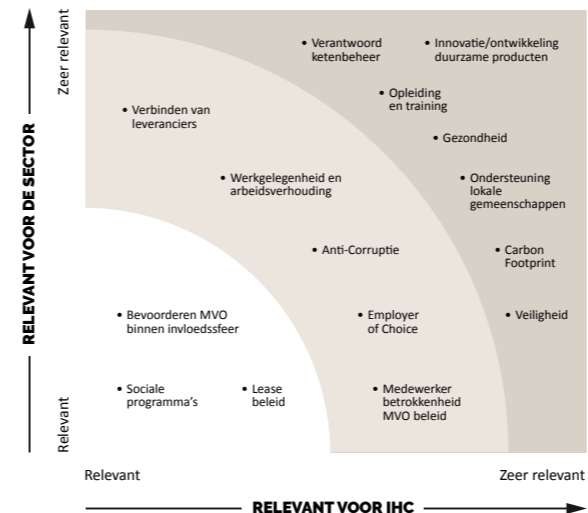 Zeer relevant
RELEVANT VOOR DE SECTOR
Relevant
• Verantwoord
ketenbeheer
• Innovatie/ontwikkeling
duurzame producten
• Opleiding
en training
• Verbinden van
leveranciers
• Gezondheid
• Werkgelegenheid en
arbeidsverhouding
• Ondersteuning
lokale
gemeenschappen
• Anti-Corruptie
• Carbon
Footprint
• Bevoorderen MVO
binnen invloedssfeer
• Employer
of Choice
• Veiligheid
• Sociale
programma's
• Lease
beleid
• Medewerker
betrokkenheid
MVO beleid
Relevant
Zeer relevant
RELEVANT VOOR IHC